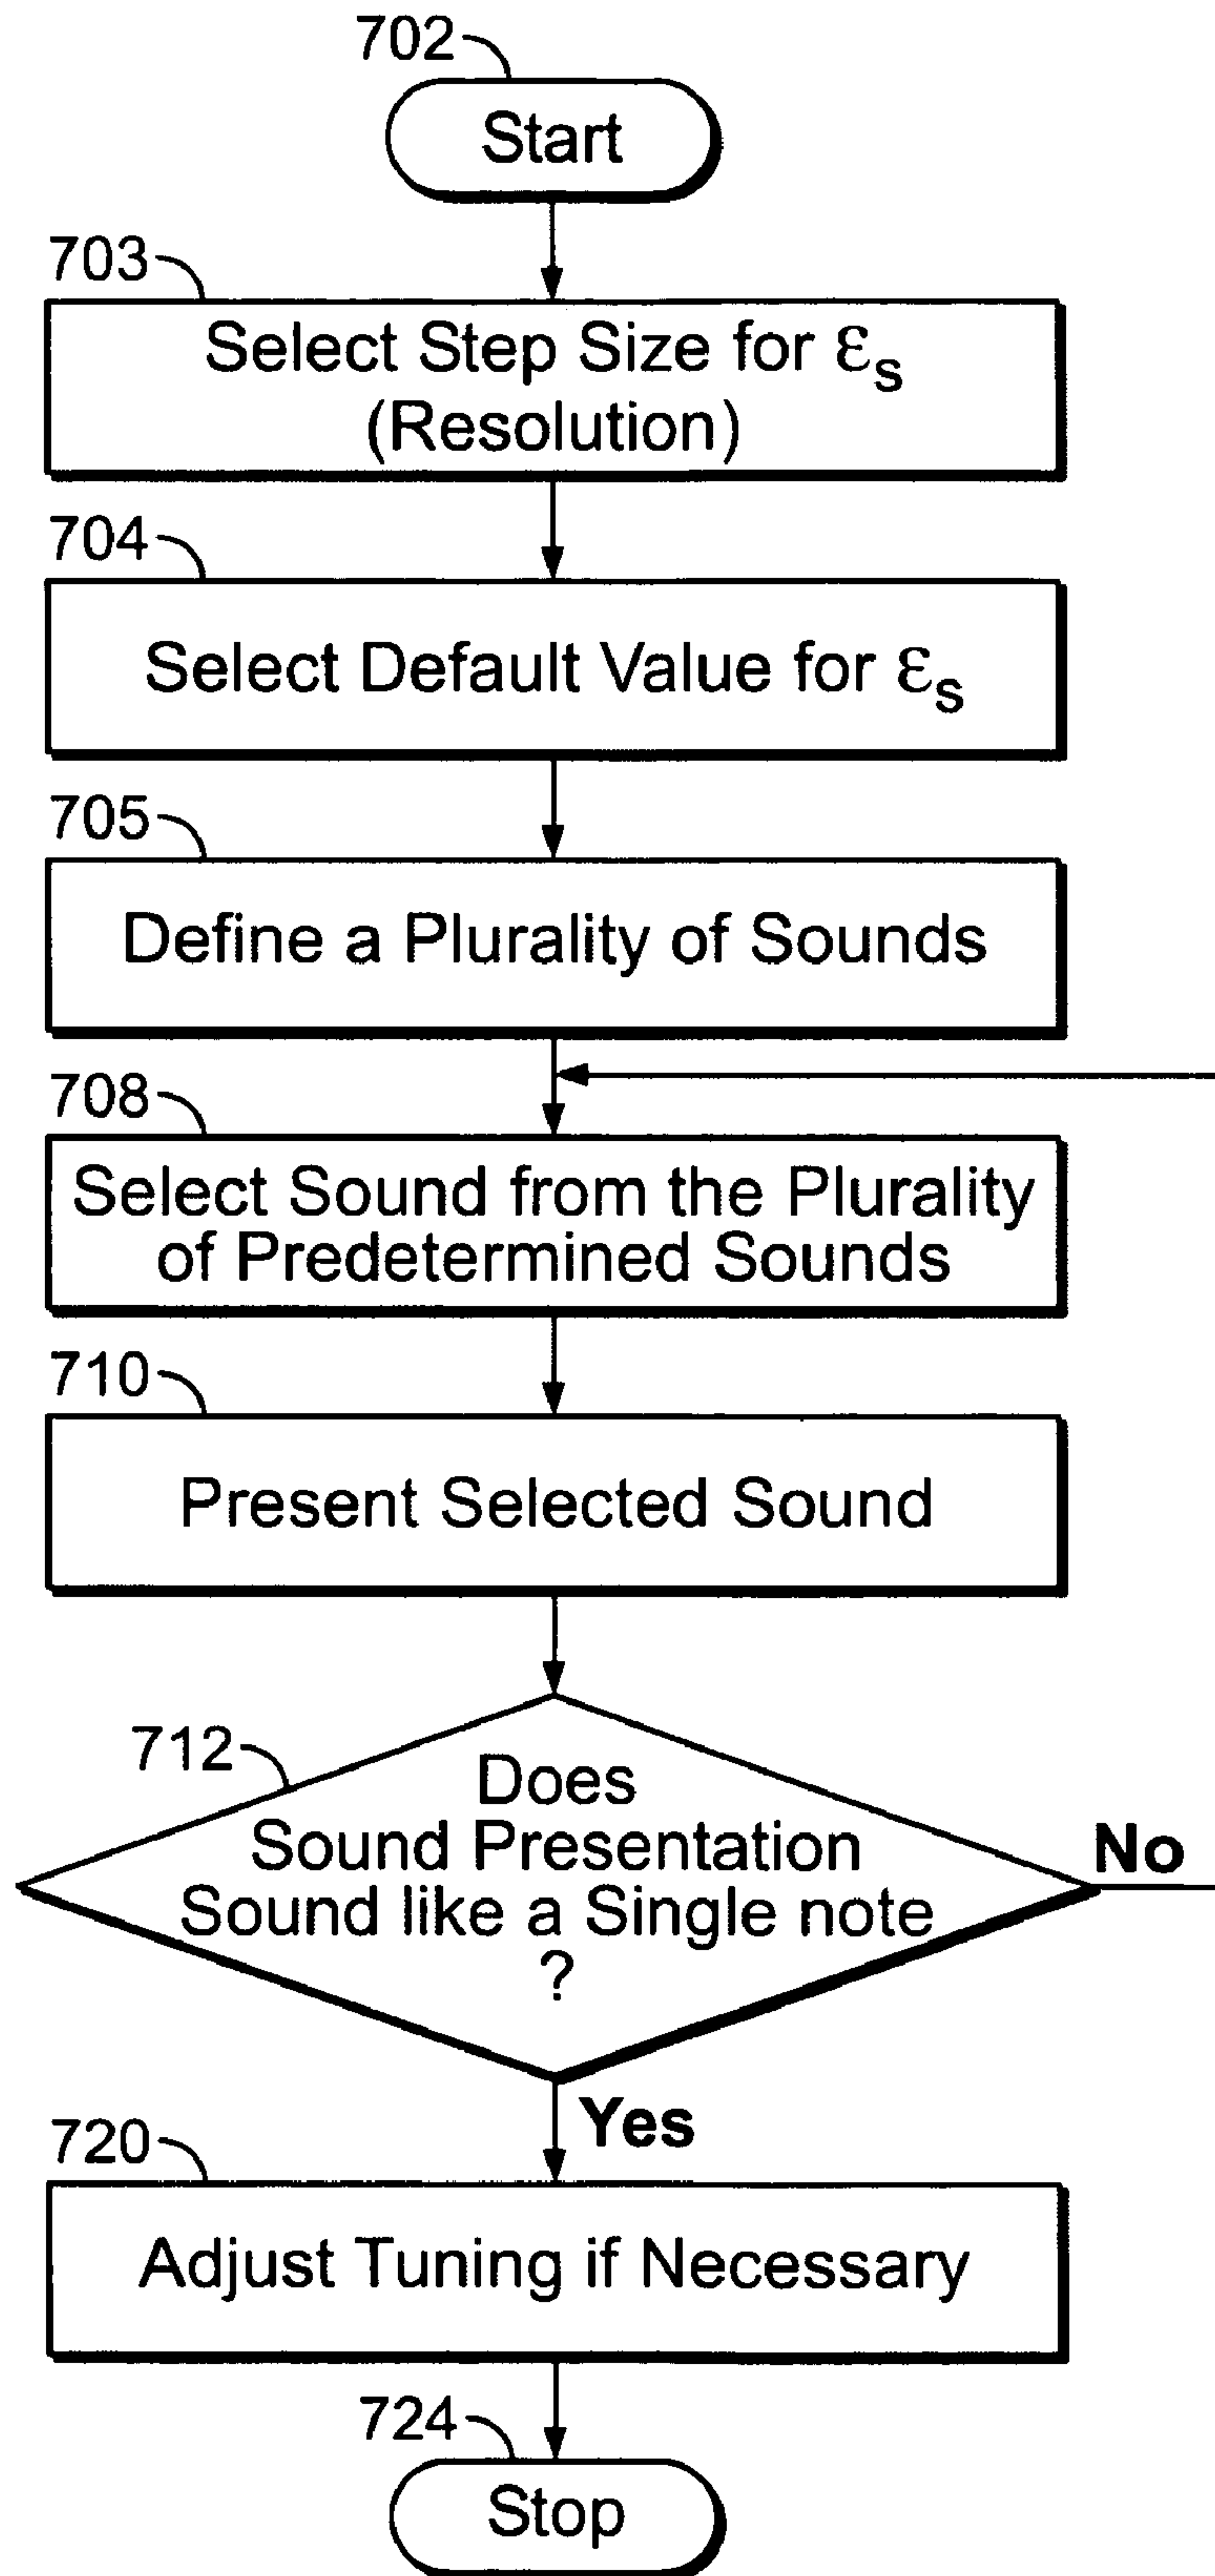 702
Start
703
Select Step Size for εs
(Resolution)
704
Select Default Value for εs
705
Define a Plurality of Sounds
708
Select Sound from the Plurality
of Predetermined Sounds
710
Present Selected Sound
712
Does
Sound Presentation
Sound like a Single note
?
No
Yes
720
Adjust Tuning if Necessary
724
Stop